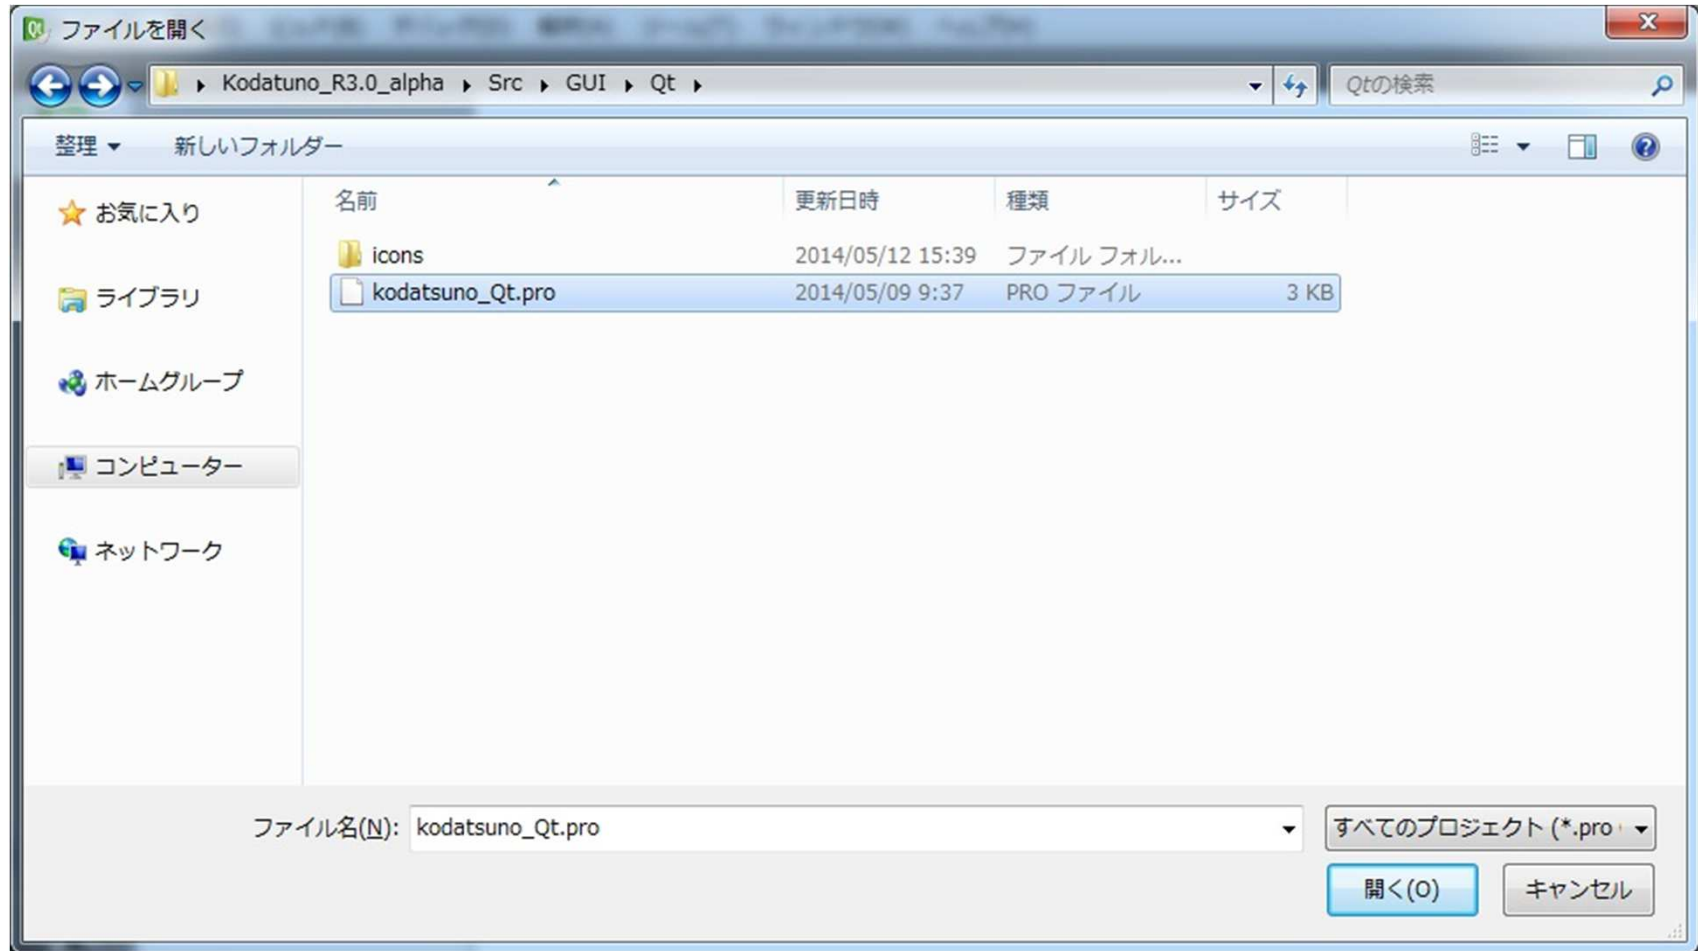 ファイルを開く
Kodatuno_R3.0_alpha Src GUI Qt
Qtの検索
整理 新しいフォルダー
お気に入り
ライブラリ
ホームグループ
コンピューター
ネットワーク
名前 更新日時 種類 サイズ
icons 2014/05/12 15:39 ファイル フォル...
kodatsuno_Qt.pro 2014/05/09 9:37 PRO ファイル 3 KB
ファイル名(N): kodatsuno_Qt.pro
すべてのプロジェクト (*.pro
開く(O) キャンセル